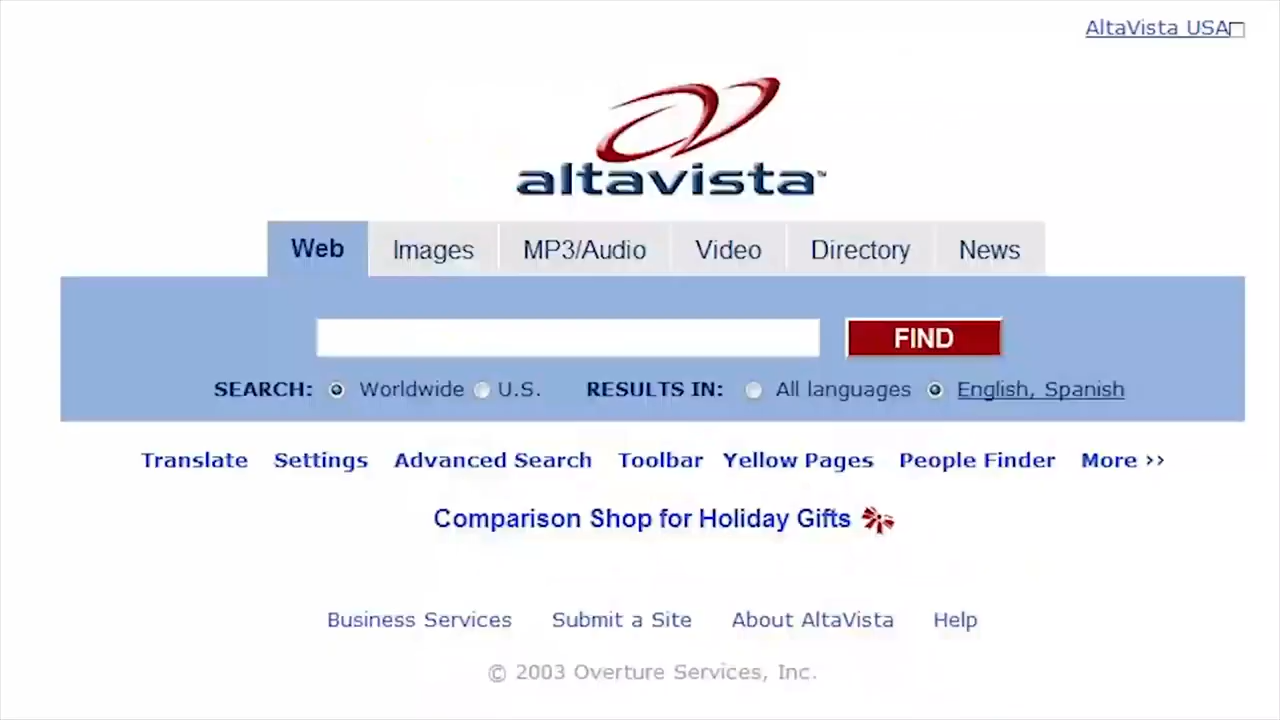 AltaVista USA
altavista™
Web Images MP3/Audio Video Directory News
FIND
SEARCH: Worldwide U.S. RESULTS IN: All languages English, Spanish
Translate Settings Advanced Search Toolbar Yellow Pages People Finder More >>
Comparison Shop for Holiday Gifts
Business Services Submit a Site About AltaVista Help
© 2003 Overture Services, Inc.